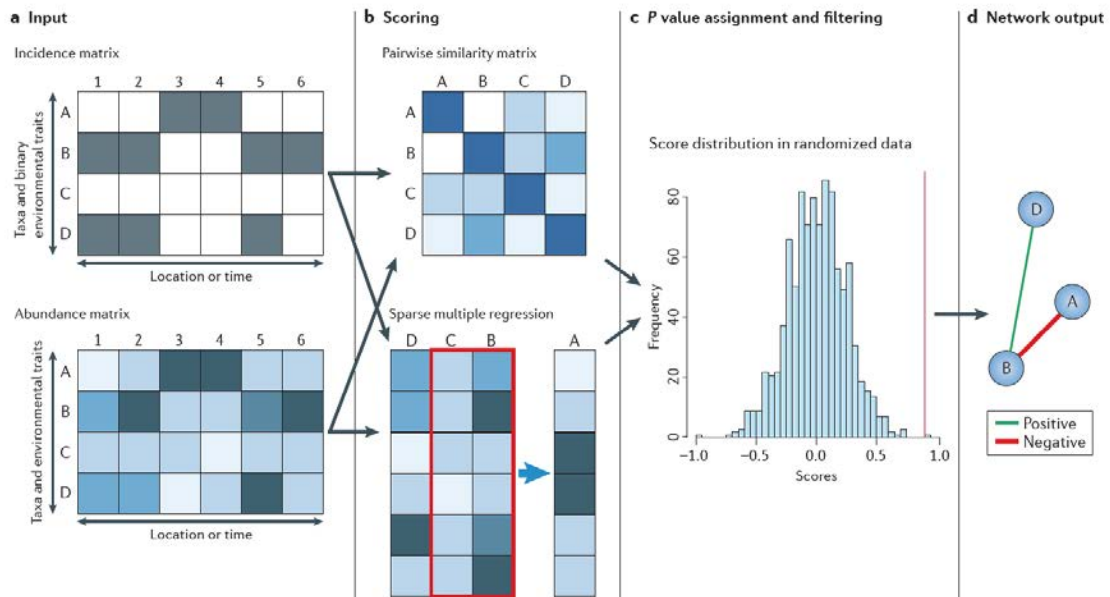 a Input
Incidence matrix
1 2 3 4 5 6
A
B
C
D
Taxa and binary
environmental traits
Location or time
Abundance matrix
1 2 3 4 5 6
A
B
C
D
Taxa and environmental traits
Location or time
b Scoring
Pairwise similarity matrix
A B C D
A
B
C
D
Sparse multiple regression
D C B A
c P value assignment and filtering
Score distribution in randomized data
Frequency
80
60
40
20
0
−1.0 −0.5 0.0 0.5 1.0
Scores
d Network output
D
A
B
Positive
Negative